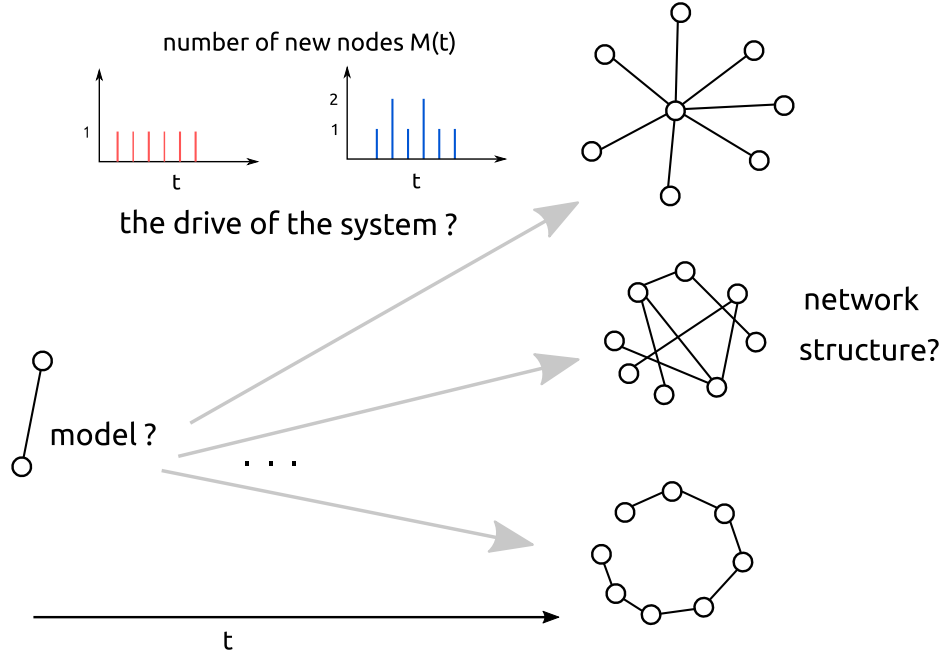 number of new nodes M(t)
1
t
2
1
t
the drive of the system ?
network
structure?
model ?
. . .
t